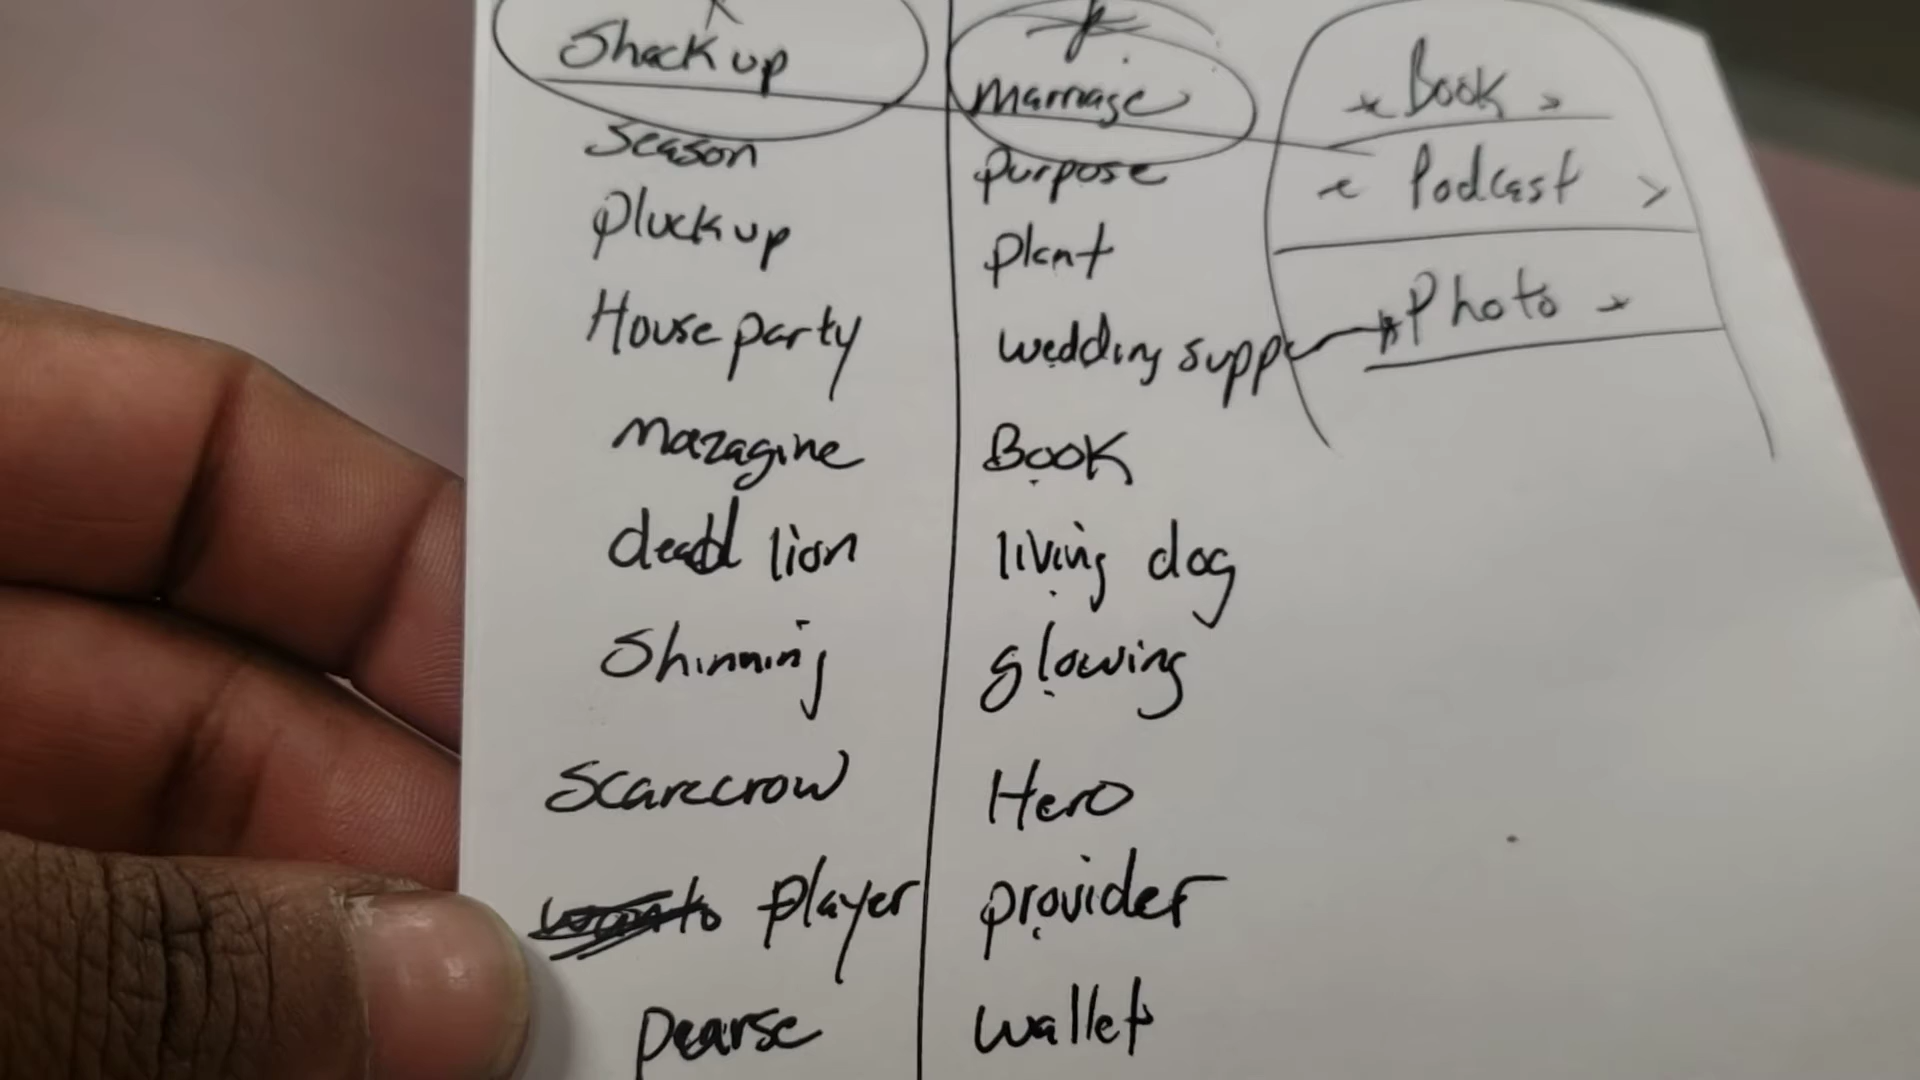 Shack up
Season
Pluck up
House party
Mazagine
dead lion
Shinning
Scarecrow
player
Pearse
Marriage
purpose
plant
wedding supp
Book
living dog
glowing
Hero
provider
wallet
Book
Podcast
Photo